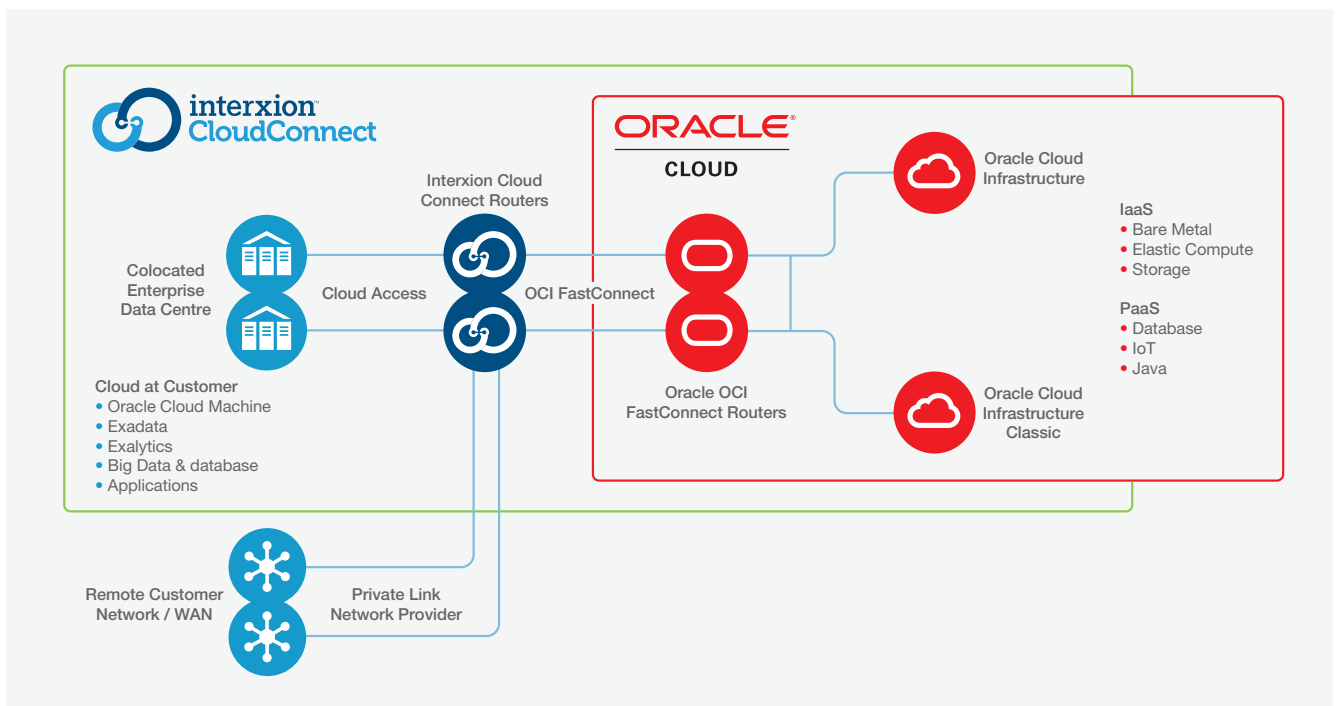 interxion™
CloudConnect
ORACLE®
CLOUD
Interxion Cloud
Connect Routers
Colocated
Enterprise
Data Centre
Cloud Access
OCI FastConnect
Oracle OCI
FastConnect Routers
Oracle Cloud
Infrastructure
Oracle Cloud
Infrastructure
Classic
IaaS
• Bare Metal
• Elastic Compute
• Storage
PaaS
• Database
• IoT
• Java
Cloud at Customer
• Oracle Cloud Machine
• Exadata
• Exalytics
• Big Data & database
• Applications
Remote Customer
Network / WAN
Private Link
Network Provider